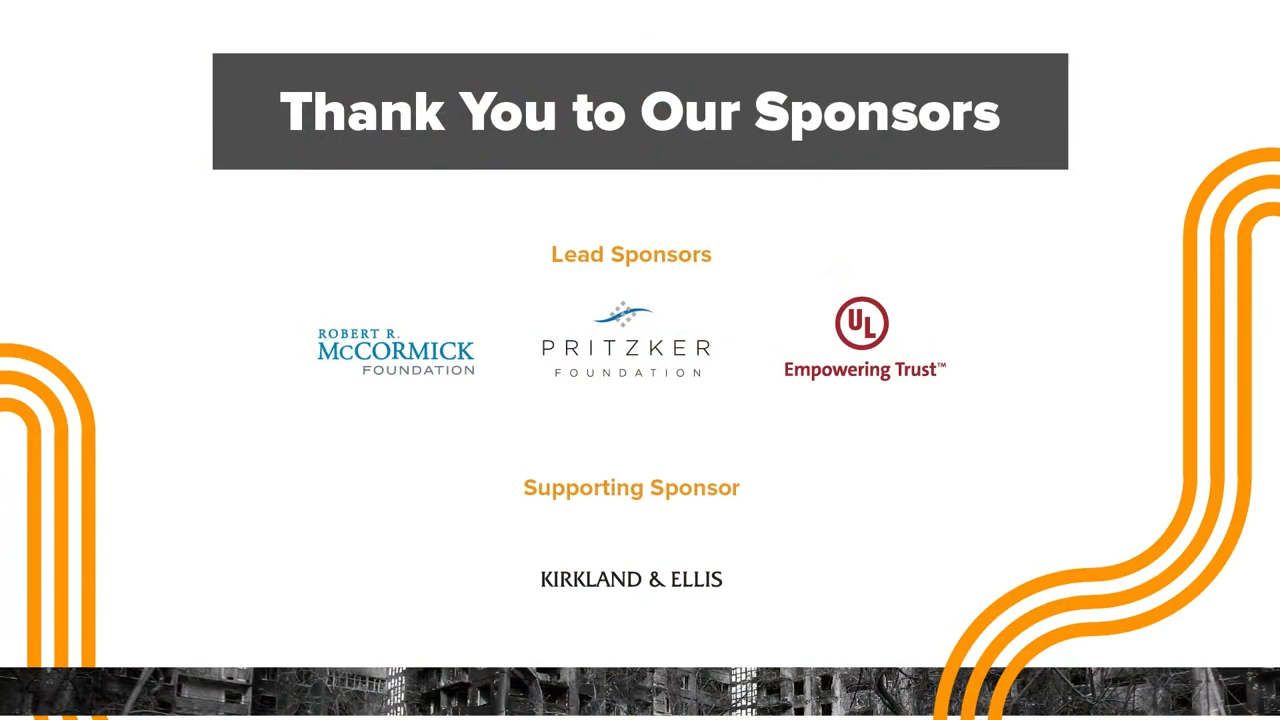 Thank You to Our Sponsors
Lead Sponsors
ROBERT R.
McCORMICK
FOUNDATION
PRITZKER
FOUNDATION
UL
Empowering Trust™
Supporting Sponsor
KIRKLAND & ELLIS